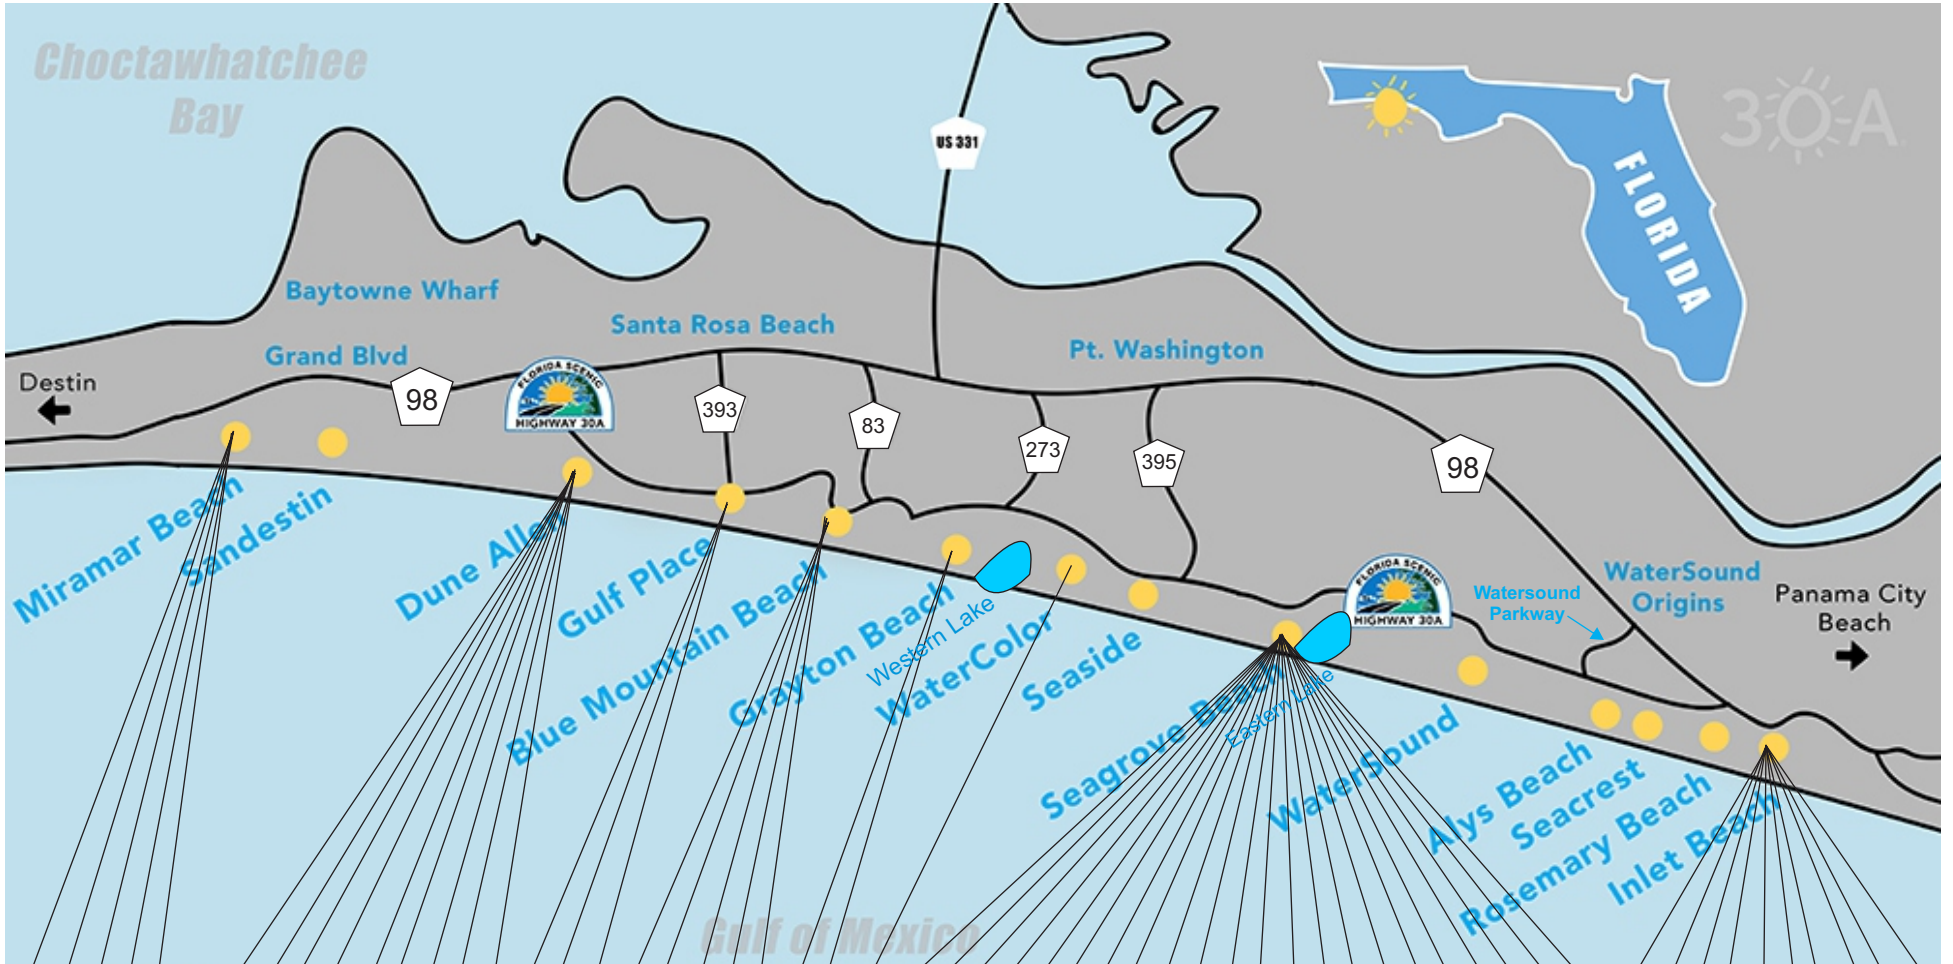 Choctawhatchee
Bay
US 331
FLORIDA
30A
Baytowne Wharf
Santa Rosa Beach
Grand Blvd
Pt. Washington
Destin
98
FLORIDA SCENIC
HIGHWAY 30A
393
83
273
395
98
Miramar Beach
Sandestin
Dune Allen
Gulf Place
Blue Mountain Beach
Grayton Beach
Western Lake
WaterColor
Seaside
Seagrove Beach
Eastern Lake
FLORIDA SCENIC
HIGHWAY 30A
Watersound
Parkway
WaterSound
Origins
Panama City
Beach
WaterSound
Alys Beach
Seacrest
Rosemary Beach
Inlet Beach
Gulf of Mexico